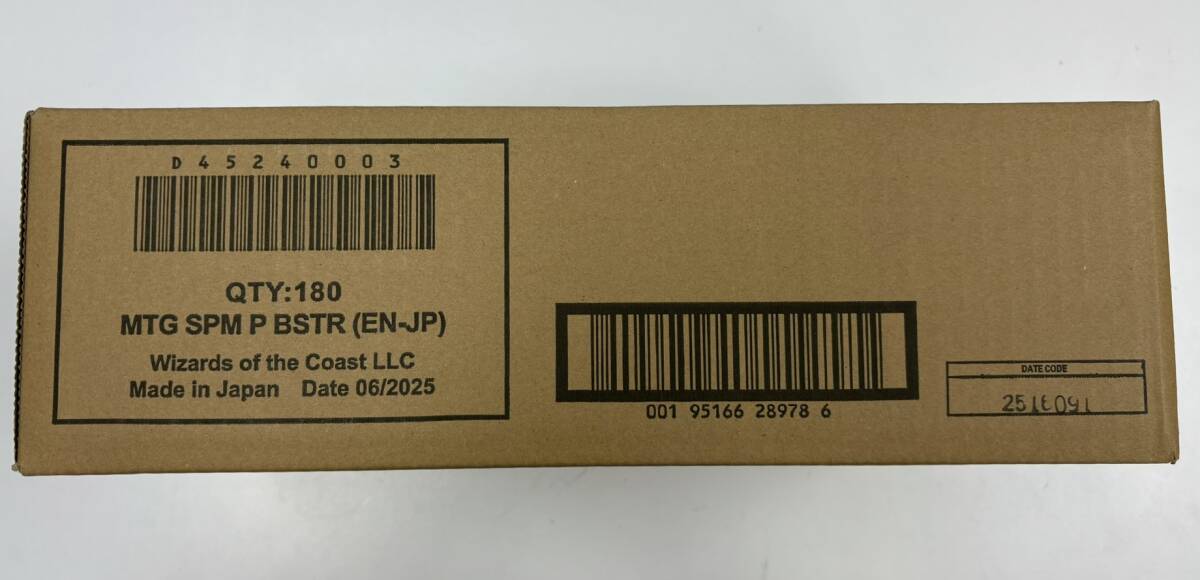 D45240003
QTY:180
MTG SPM P BSTR (EN-JP)
Wizards of the Coast LLC
Made in Japan Date 06/2025
001 95166 28978 6
DATE CODE